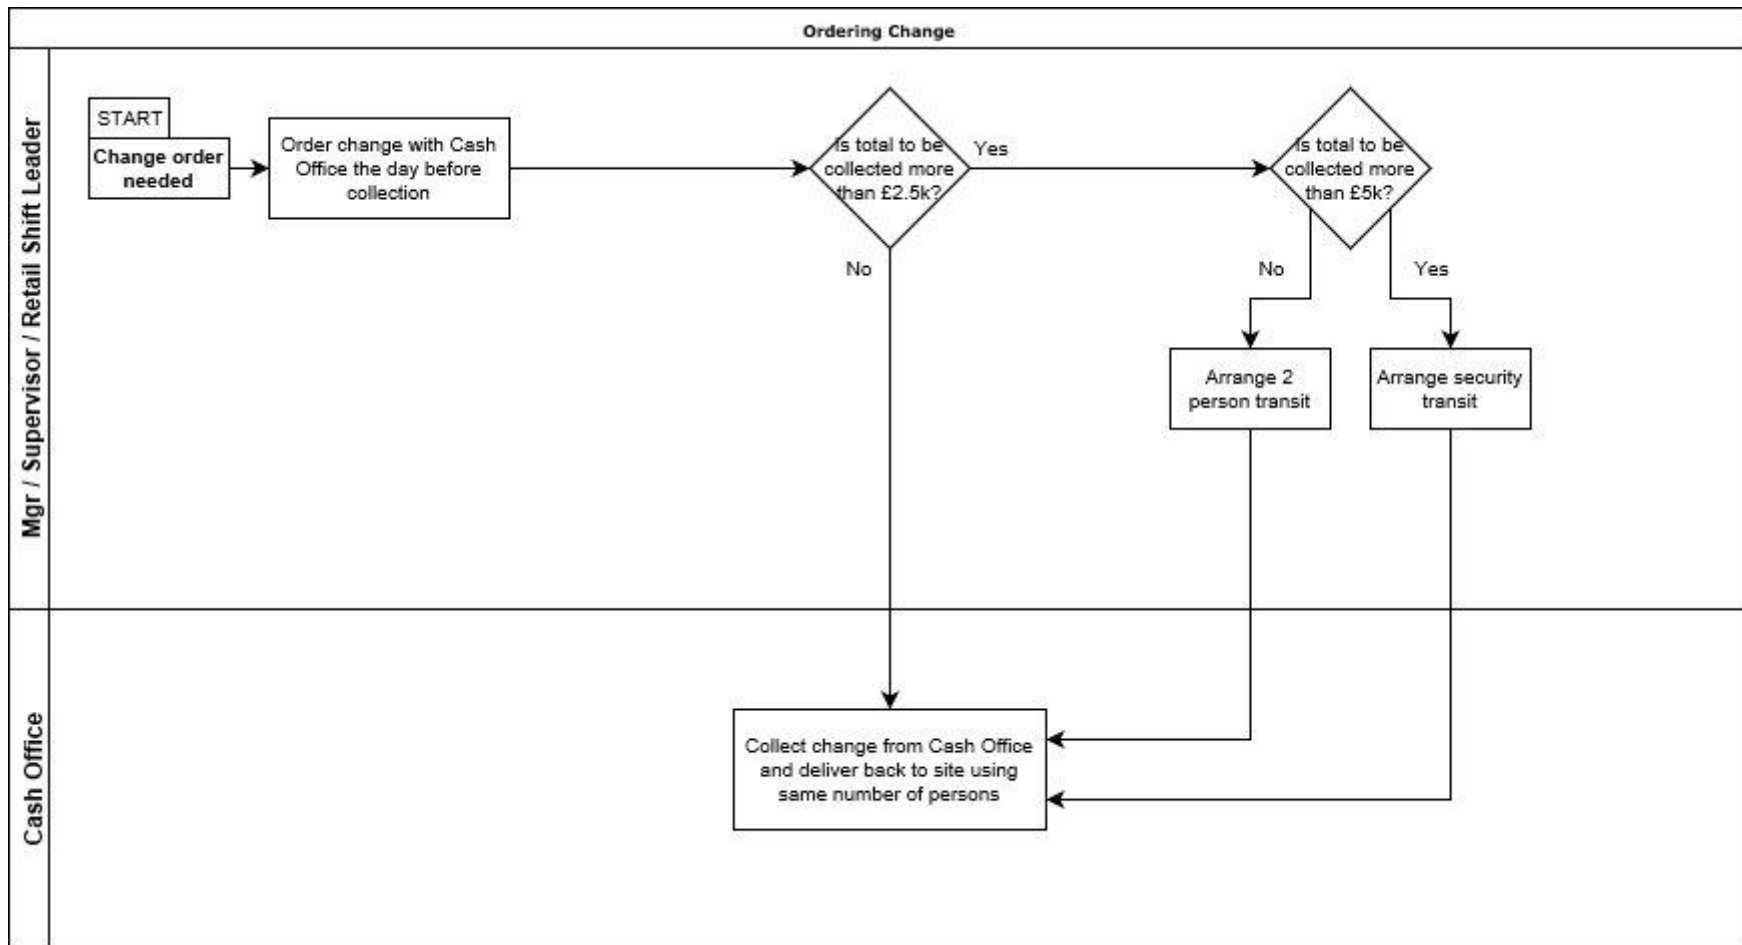 Ordering Change
Mgr / Supervisor / Retail Shift Leader
START
Change order
needed
Order change with Cash
Office the day before
collection
Is total to be
collected more
than £2.5k?
Yes
No
Is total to be
collected more
than £5k?
No
Yes
Arrange 2
person transit
Arrange security
transit
Cash Office
Collect change from Cash Office
and deliver back to site using
same number of persons